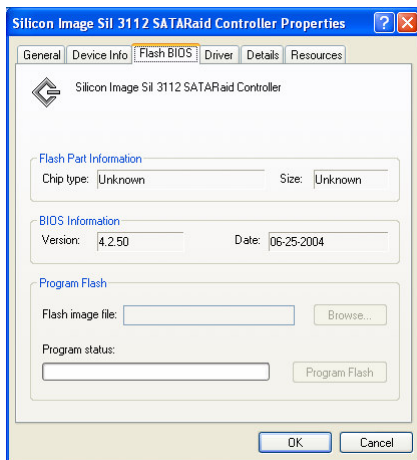 Silicon Image Sil 3112 SATARaid Controller Properties
General Device Info Flash BIOS Driver Details Resources
Silicon Image Sil 3112 SATARaid Controller
Flash Part Information
Chip type: Unknown Size: Unknown
BIOS Information
Version: 4.2.50 Date: 06-25-2004
Program Flash
Flash image file: Browse...
Program status:
Program Flash
OK Cancel